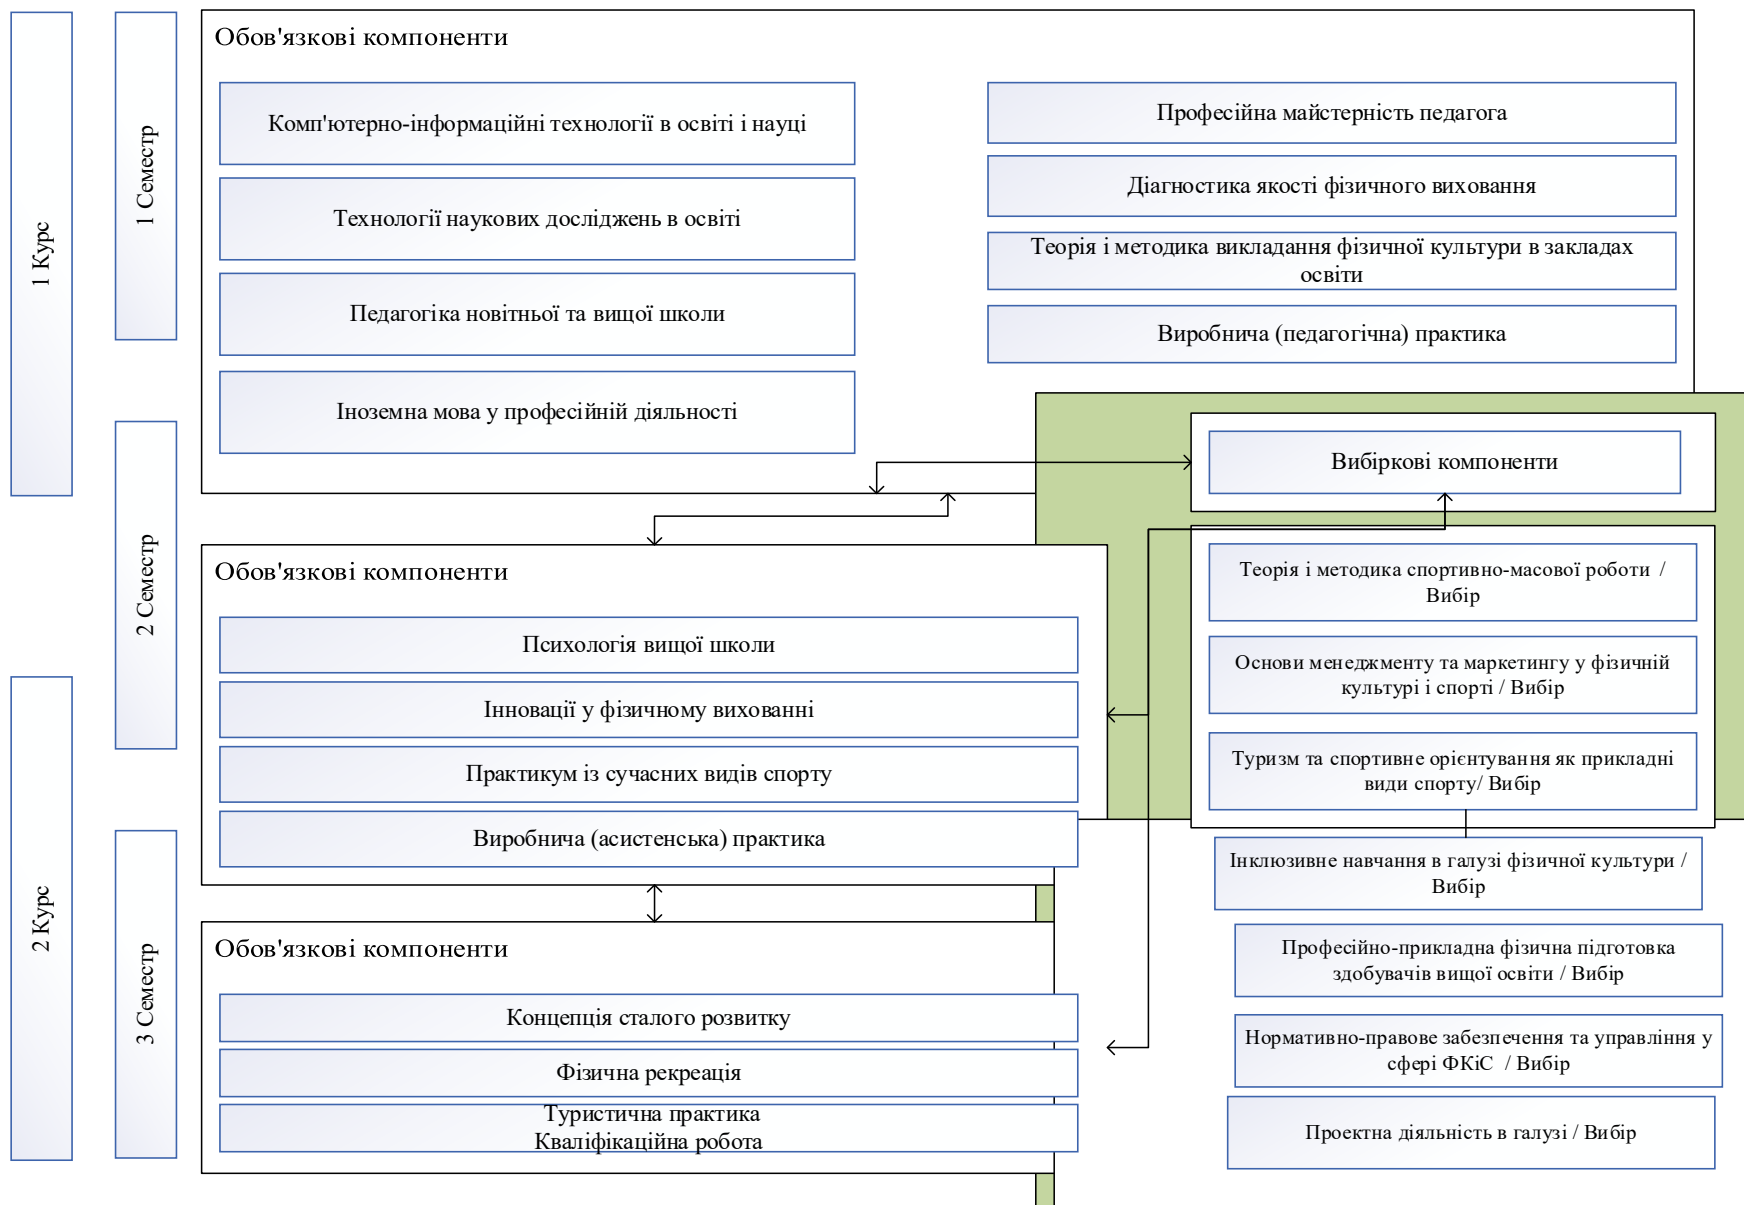 1 Курс
1 Семестр
Обов'язкові компоненти
Комп'ютерно-інформаційні технології в освіті і науці
Технології наукових досліджень в освіті
Педагогіка новітньої та вищої школи
Іноземна мова у професійній діяльності
Професійна майстерність педагога
Діагностика якості фізичного виховання
Теорія і методика викладання фізичної культури в закладах
освіти
Виробнича (педагогічна) практика
Вибіркові компоненти
2 Семестр
Обов'язкові компоненти
Психологія вищої школи
Інновації у фізичному вихованні
Практикум із сучасних видів спорту
Виробнича (асистенська) практика
Теорія і методика спортивно-масової роботи /
Вибір
Основи менеджменту та маркетингу у фізичній
культурі і спорті / Вибір
Туризм та спортивне орієнтування як прикладні
види спорту/ Вибір
Інклюзивне навчання в галузі фізичної культури /
Вибір
Професійно-прикладна фізична підготовка
здобувачів вищої освіти / Вибір
Нормативно-правове забезпечення та управління у
сфері ФКіС / Вибір
Проектна діяльність в галузі / Вибір
2 Курс
3 Семестр
Обов'язкові компоненти
Концепція сталого розвитку
Фізична рекреація
Туристична практика
Кваліфікаційна робота